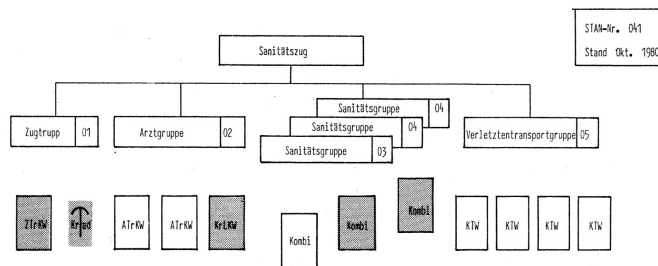 STAN-Nr. 041
Stand Okt. 1980
Sanitätszug
Zugtrupp 01
Arztgruppe 02
Sanitätsgruppe 04
Sanitätsgruppe 04
Sanitätsgruppe 03
Verletztentransportgruppe 05
ZTrKW
Krad
ATrKW
ATrKW
KrLKW
Kombi
Kombi
Kombi
KTW
KTW
KTW
KTW